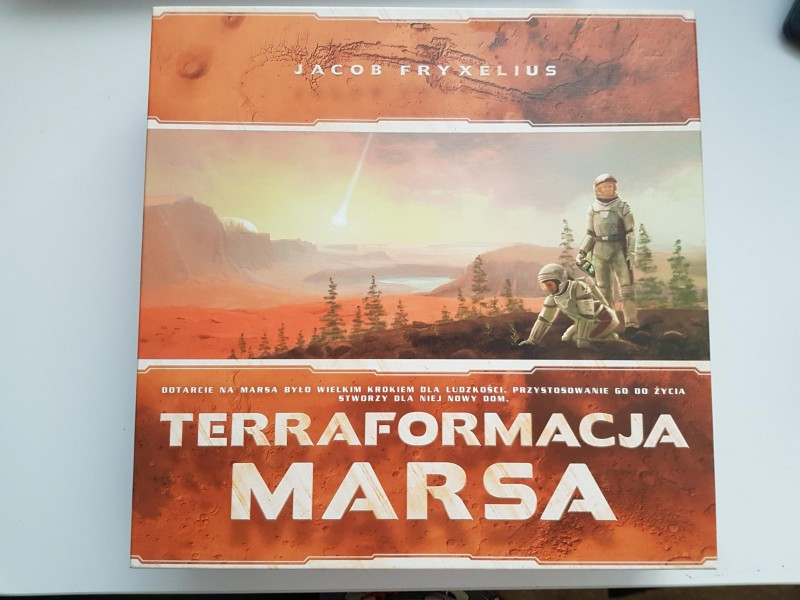 JACOB FRYXELIUS
DOTARCIE NA MARSA BYŁO WIELKIM KROKIEM DLA LUDZKOŚCI. PRZYSTOSOWANIE GO DO ŻYCIA
STWORZY DLA NIEJ NOWY DOM.
TERRAFORMACJA
MARSA